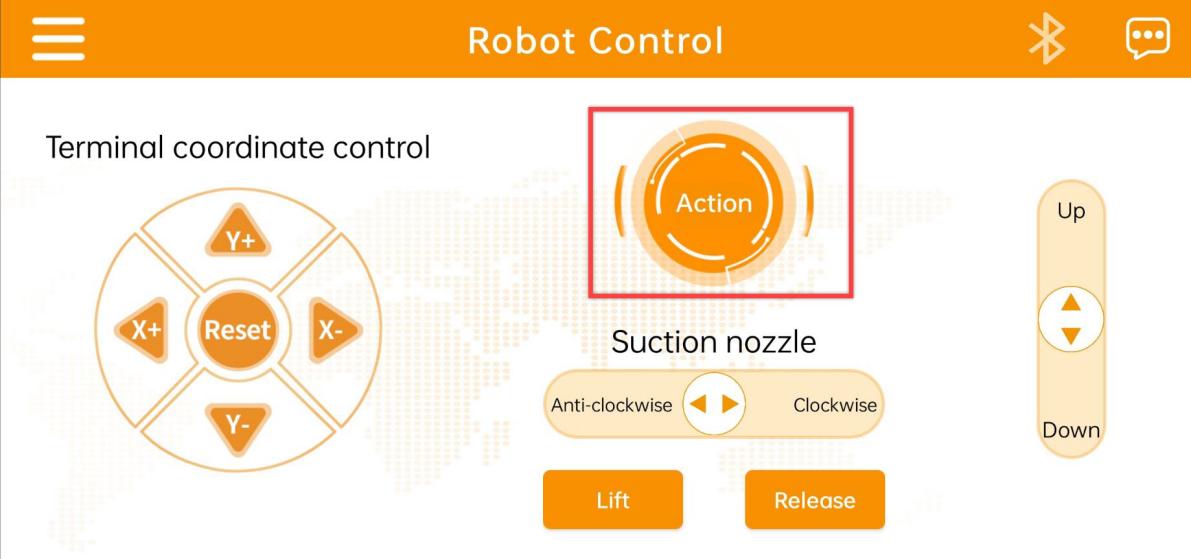 Robot Control
Terminal coordinate control
Y+
X+
Reset
X-
Y-
Action
Suction nozzle
Anti-clockwise
Clockwise
Lift
Release
Up
Down